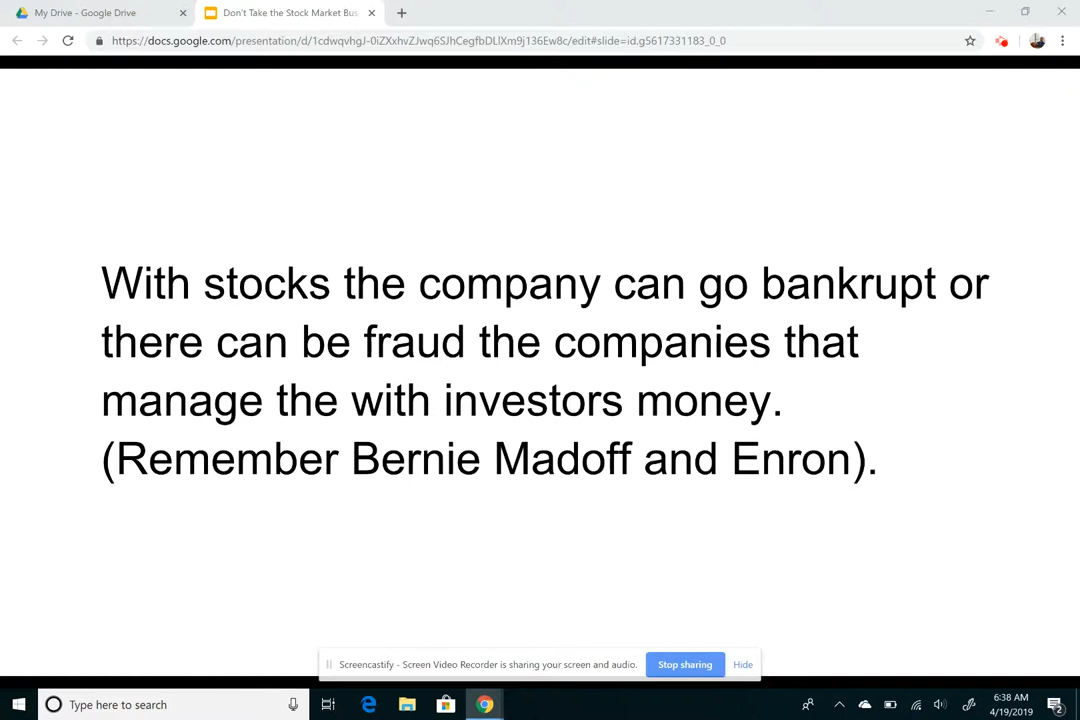 My Drive - Google Drive
Don't Take the Stock Market Bus
https://docs.google.com/presentation/d/1cdwqvhgJ-0iZXxhvZJwq6SJhCegfbDLlXm9j136Ew8c/edit#slide=id.g5617331183_0_0
With stocks the company can go bankrupt or
there can be fraud the companies that
manage the with investors money.
(Remember Bernie Madoff and Enron).
Screencastify - Screen Video Recorder is sharing your screen and audio.
Stop sharing
Hide
Type here to search
6:38 AM
4/19/2019
2